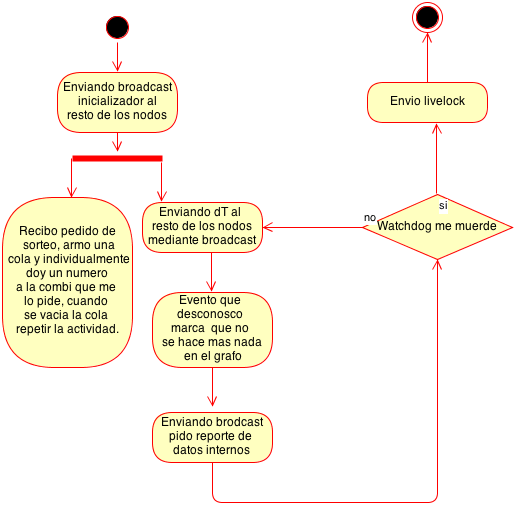 Enviando broadcast
inicializador al
resto de los nodos
Envio livelock
Recibo pedido de
sorteo, armo una
cola y individualmente
doy un numero
a la combi que me
lo pide, cuando
se vacia la cola
repetir la actividad.
Enviando dT al
resto de los nodos
mediante broadcast
no
si
Watchdog me muerde
Evento que
desconosco
marca que no
se hace mas nada
en el grafo
Enviando brodcast
pido reporte de
datos internos